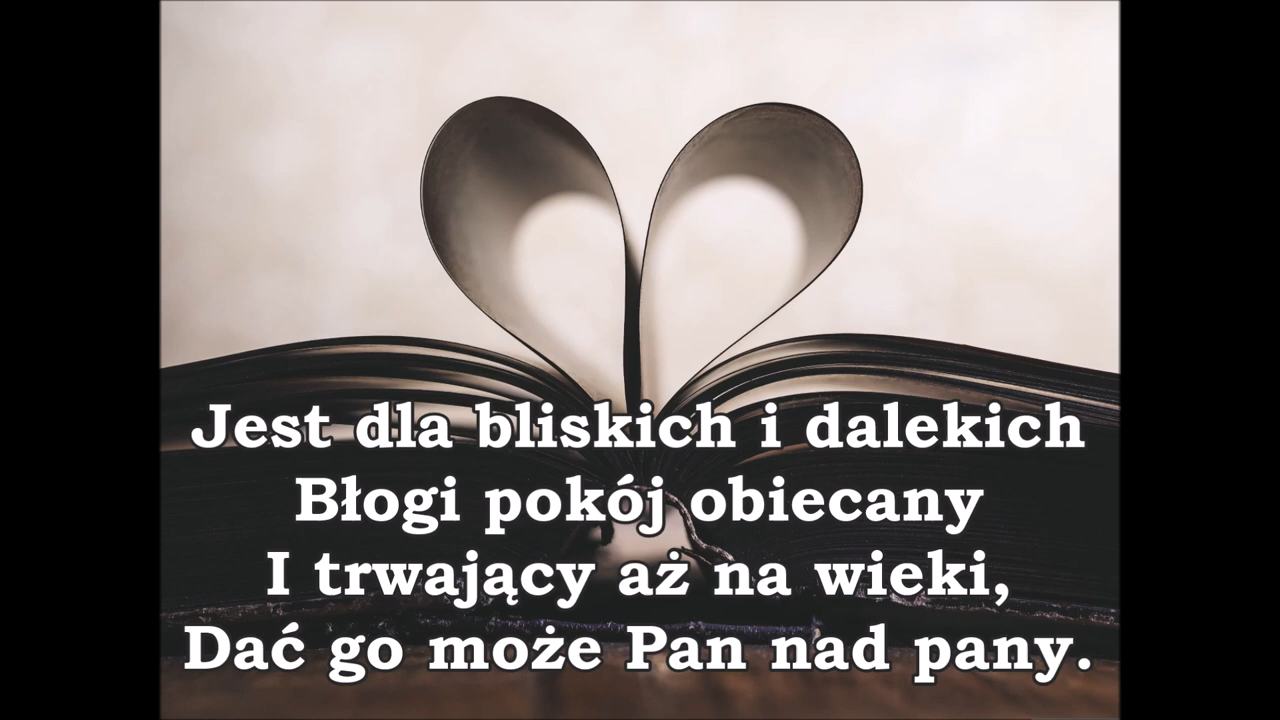 Jest dla bliskich i dalekich
Błogi pokój obiecany
I trwający aż na wieki,
Dać go może Pan nad pany.